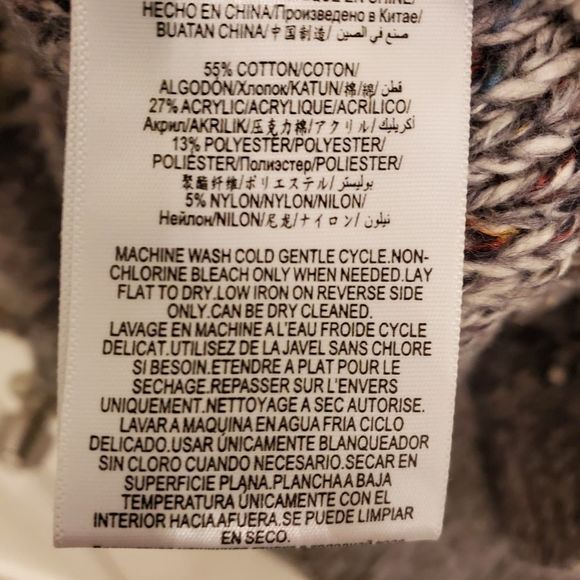 HECHO EN CHINA/Произведено в Китае/
BUATAN CHINA/中国制造/ صنع في الصين/
55% COTTON/COTON/
ALGODÓN/Хлопок/KATUN/棉/綿/قطن/
27% ACRYLIC/ACRYLIQUE/ACRÍLICO/
Акрил/AKRILIK/压克力棉/アクリル/أكريليك/
13% POLYESTER/POLYESTER/
POLIÉSTER/Полиэстер/POLIESTER/
聚酯纤维/ポリエステル/بوليستر/
5% NYLON/NYLON/NILON/
Нейлон/NILON/尼龙/ナイロン/نيلون/
MACHINE WASH COLD GENTLE CYCLE.NON-
CHLORINE BLEACH ONLY WHEN NEEDED.LAY
FLAT TO DRY.LOW IRON ON REVERSE SIDE
ONLY.CAN BE DRY CLEANED.
LAVAGE EN MACHINE A L'EAU FROIDE CYCLE
DELICAT.UTILISEZ DE LA JAVEL SANS CHLORE
SI BESOIN.ETENDRE A PLAT POUR LE
SECHAGE.REPASSER SUR L'ENVERS
UNIQUEMENT.NETTOYAGE A SEC AUTORISE.
LAVAR A MAQUINA EN AGUA FRIA CICLO
DELICADO.USAR ÚNICAMENTE BLANQUEADOR
SIN CLORO CUANDO NECESARIO.SECAR EN
SUPERFICIE PLANA.PLANCHA A BAJA
TEMPERATURA ÚNICAMENTE CON EL
INTERIOR HACIA AFUERA.SE PUEDE LIMPIAR
EN SECO.